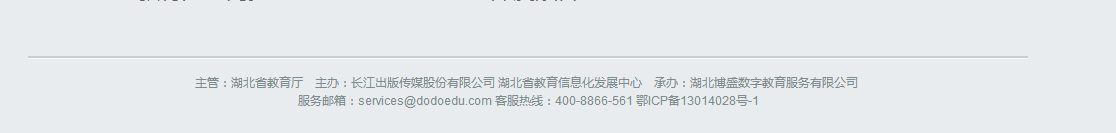 主管：湖北省教育厅 主办：长江出版传媒股份有限公司 湖北省教育信息化发展中心 承办：湖北博盛数字教育服务有限公司
服务邮箱：services@dodoedu.com 客服热线：400-8866-561 鄂ICP备13014028号-1